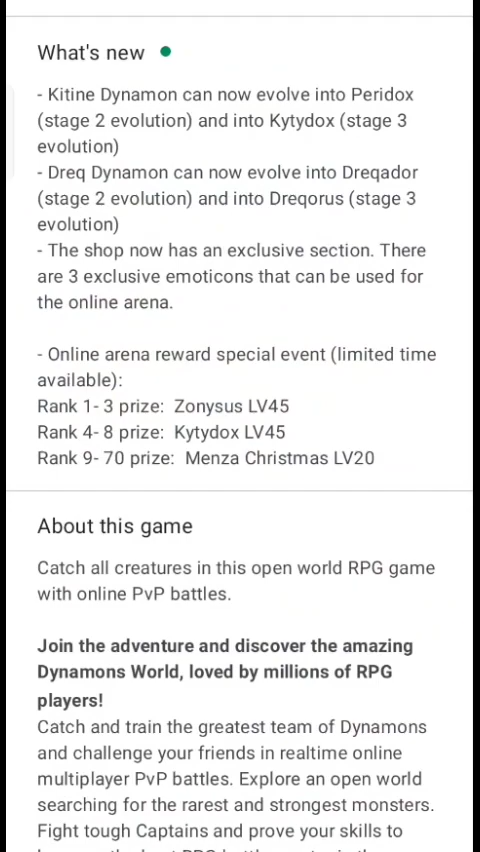 What's new
- Kitine Dynamon can now evolve into Peridox
(stage 2 evolution) and into Kytydox (stage 3
evolution)
- Dreq Dynamon can now evolve into Dreqador
(stage 2 evolution) and into Dreqorus (stage 3
evolution)
- The shop now has an exclusive section. There
are 3 exclusive emoticons that can be used for
the online arena.
- Online arena reward special event (limited time
available):
Rank 1- 3 prize: Zonysus LV45
Rank 4- 8 prize: Kytydox LV45
Rank 9- 70 prize: Menza Christmas LV20
About this game
Catch all creatures in this open world RPG game
with online PvP battles.
Join the adventure and discover the amazing
Dynamons World, loved by millions of RPG
players!
Catch and train the greatest team of Dynamons
and challenge your friends in realtime online
multiplayer PvP battles. Explore an open world
searching for the rarest and strongest monsters.
Fight tough Captains and prove your skills to